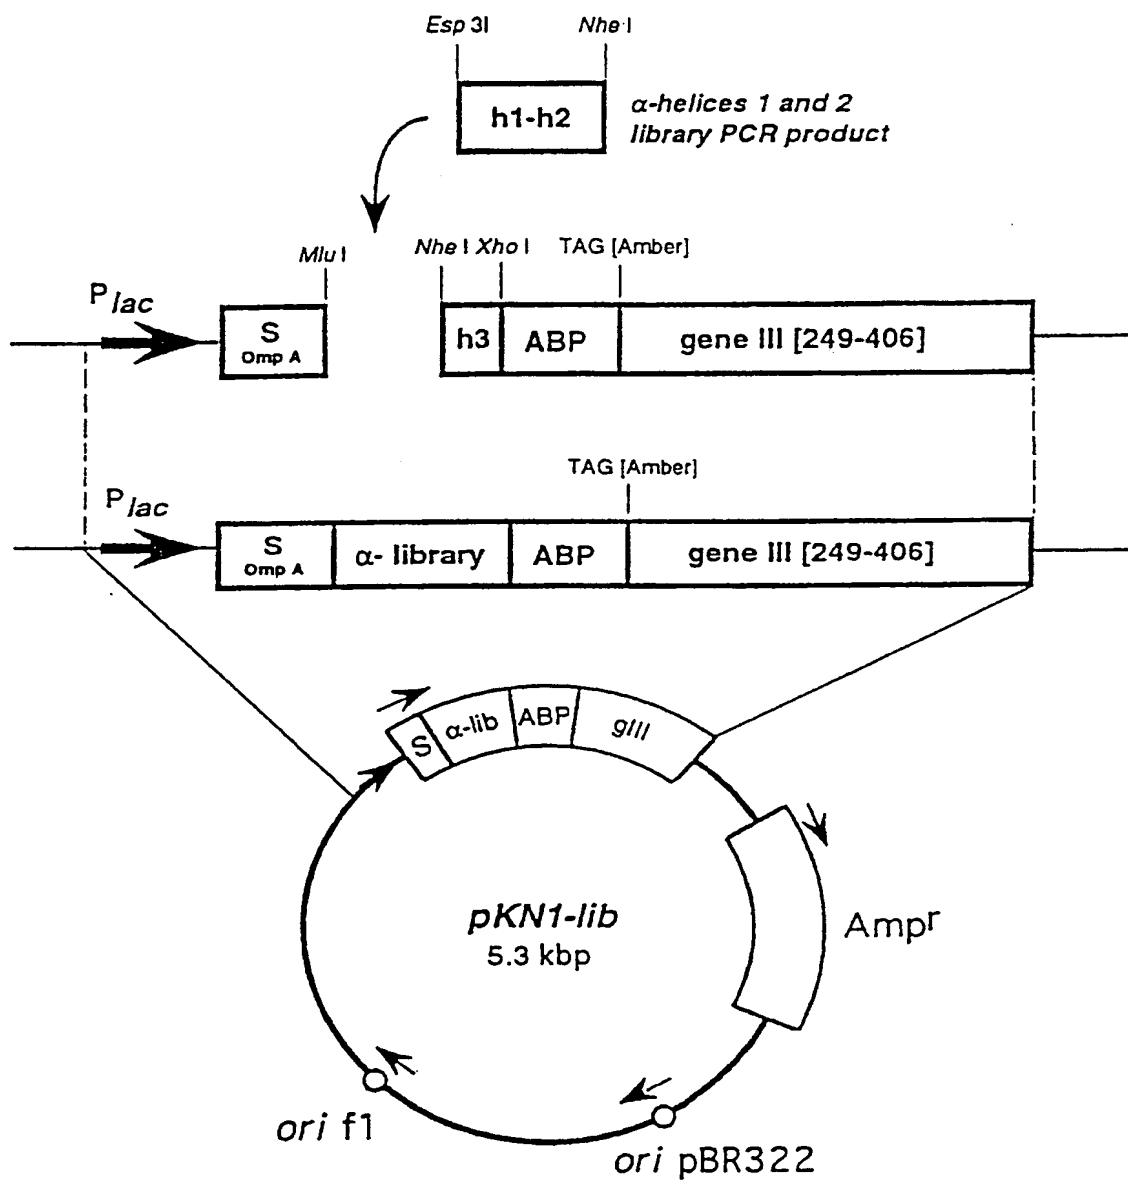 Esp 3I
Nhe I
h1-h2
α-helices 1 and 2
library PCR product
Mlu I
Nhe I Xho I
TAG [Amber]
P lac
S
Omp A
h3
ABP
gene III [249-406]
TAG [Amber]
P lac
S
Omp A
α- library
ABP
gene III [249-406]
S
α-lib
ABP
gIII
pKN1-lib
5.3 kbp
Ampr
ori f1
ori pBR322